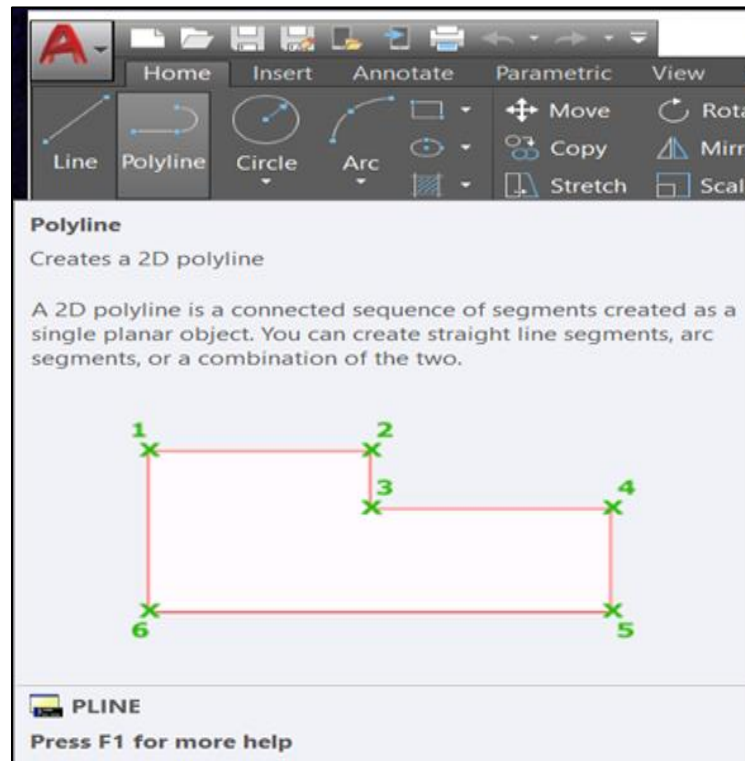 Home Insert Annotate Parametric View
Line Polyline Circle Arc Move
Copy
Stretch
Polyline
Creates a 2D polyline
A 2D polyline is a connected sequence of segments created as a
single planar object. You can create straight line segments, arc
segments, or a combination of the two.
1 2
3 4
6 5
PLINE
Press F1 for more help